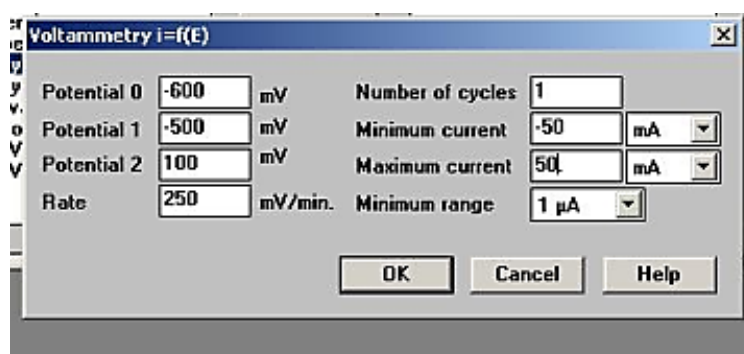 Voltammetry i=f(E)
Potential 0 -600 mV Number of cycles 1
Potential 1 -500 mV Minimum current -50 mA
Potential 2 100 mV Maximum current 50 mA
Rate 250 mV/min. Minimum range 1 µA
OK Cancel Help